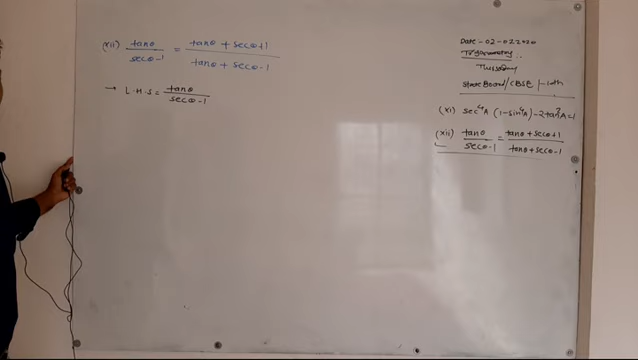 (xii) tanθ / secθ-1 = tanθ + secθ+1 / tanθ + secθ-1
→ L.H.S = tanθ / secθ-1
Date - 02-02
Trigonometry
State Board / CBSE | - 10th
(xi) sec⁴A (1-sin⁴A) - 2tan²A = 1
(xii) tanθ / secθ-1 = tanθ + secθ+1 / tanθ + secθ-1